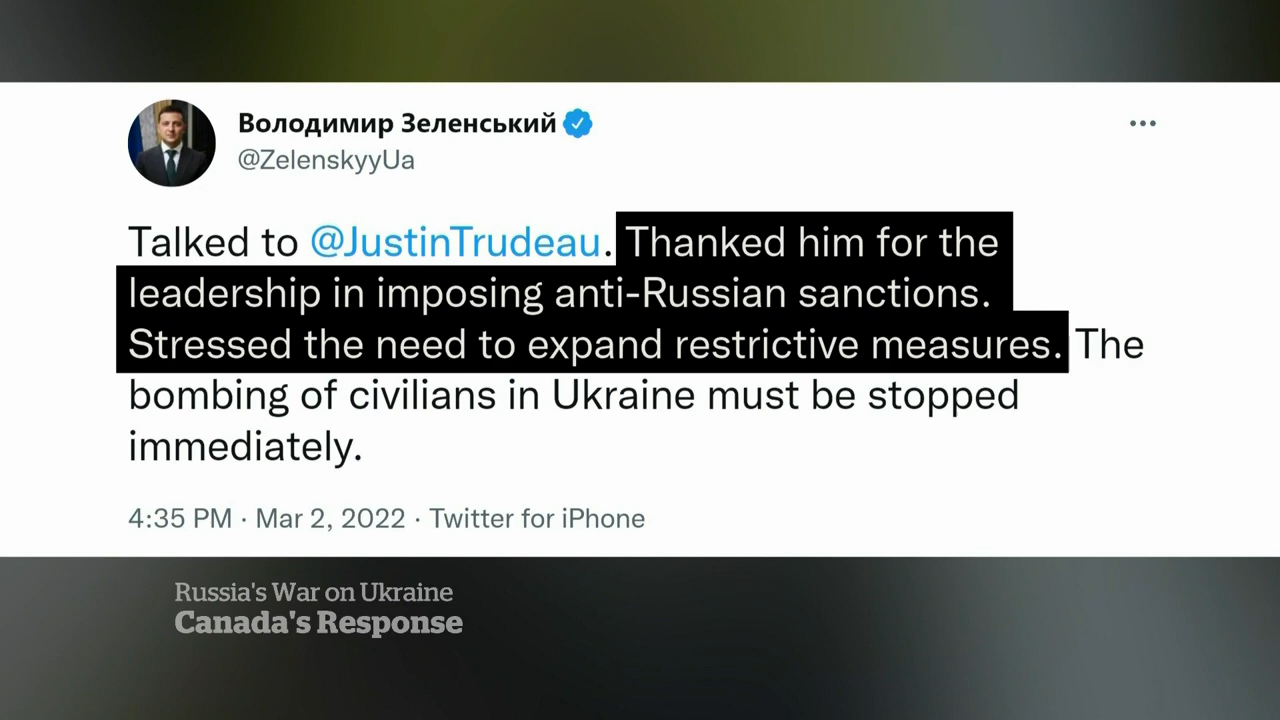 Володимир Зеленський
@ZelenskyyUa
Talked to @JustinTrudeau. Thanked him for the
leadership in imposing anti-Russian sanctions.
Stressed the need to expand restrictive measures. The
bombing of civilians in Ukraine must be stopped
immediately.
4:35 PM · Mar 2, 2022 · Twitter for iPhone
Russia's War on Ukraine
Canada's Response